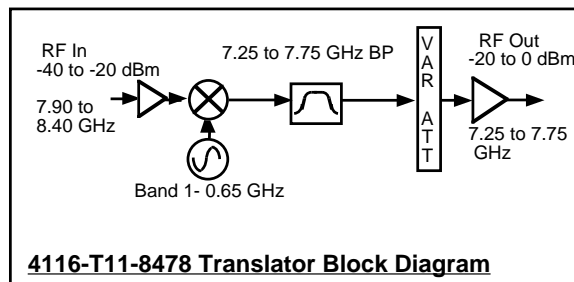 RF In
-40 to -20 dBm
7.90 to
8.40 GHz
7.25 to 7.75 GHz BP
Band 1- 0.65 GHz
VAR ATT
RF Out
-20 to 0 dBm
7.25 to 7.75
GHz
4116-T11-8478 Translator Block Diagram